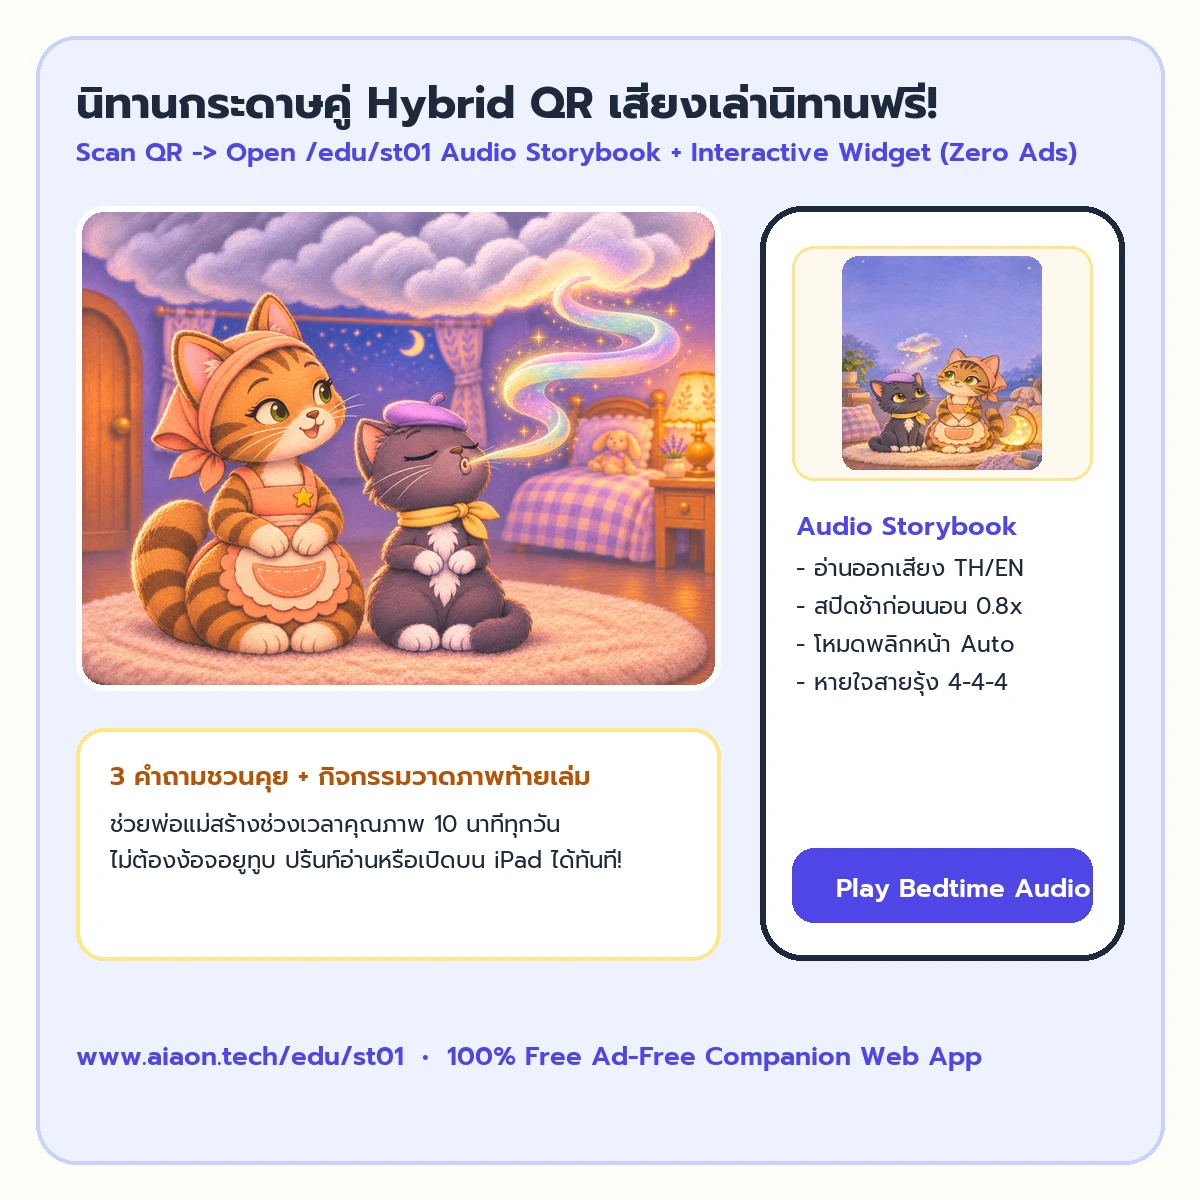 นิทานกระดาษคู่ Hybrid QR เสียงเล่านิทานฟรี!
Scan QR -> Open /edu/st01 Audio Storybook + Interactive Widget (Zero Ads)
Audio Storybook
- อ่านออกเสียง TH/EN
- สปีดช้าก่อนนอน 0.8x
- โหมดพลิกหน้า Auto
- หายใจสายรุ้ง 4-4-4
Play Bedtime Audio
3 คำถามชวนคุย + กิจกรรมวาดภาพท้ายเล่ม
ช่วยพ่อแม่สร้างช่วงเวลาคุณภาพ 10 นาทีทุกวัน
ไม่ต้องง้อจอยูทูบ ปริ้นท์อ่านหรือเปิดบน iPad ได้ทันที!
www.aiaon.tech/edu/st01 • 100% Free Ad-Free Companion Web App